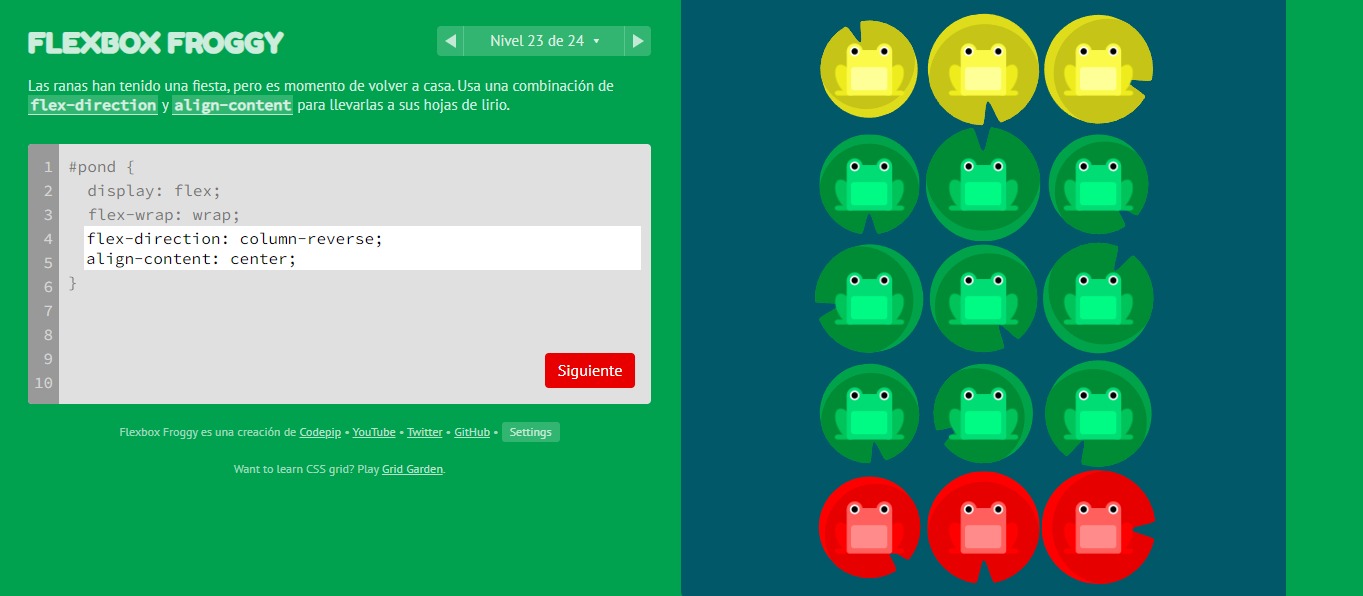 FLEXBOX FROGGY
◀ Nivel 23 de 24 ▾ ▶
Las ranas han tenido una fiesta, pero es momento de volver a casa. Usa una combinación de
flex-direction y align-content para llevarlas a sus hojas de lirio.
1 #pond {
2 display: flex;
3 flex-wrap: wrap;
4 flex-direction: column-reverse;
5 align-content: center;
6 }
7
8
9
10
Siguiente
Flexbox Froggy es una creación de Codepip • YouTube • Twitter • GitHub • Settings
Want to learn CSS grid? Play Grid Garden.